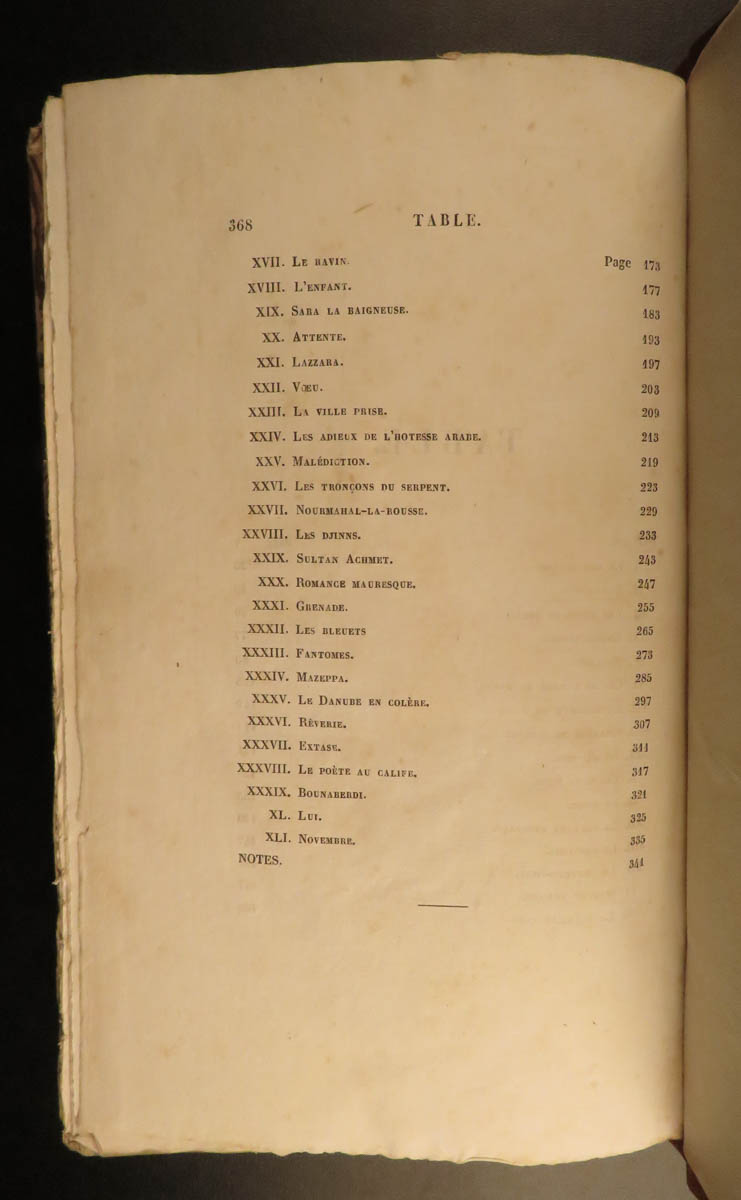 368 TABLE.
XVII. Le ravin. Page 173
XVIII. L'enfant. 177
XIX. Sara la baigneuse. 183
XX. Attente. 193
XXI. Lazzara. 197
XXII. Vœu. 203
XXIII. La ville prise. 209
XXIV. Les adieux de l'hotesse arabe. 213
XXV. Malédiction. 219
XXVI. Les tronçons du serpent. 223
XXVII. Nourmahal-la-rousse. 229
XXVIII. Les djinns. 233
XXIX. Sultan Achmet. 243
XXX. Romance mauresque. 247
XXXI. Grenade. 255
XXXII. Les bleuets 265
XXXIII. Fantomes. 273
XXXIV. Mazeppa. 285
XXXV. Le Danube en colère. 297
XXXVI. Rêverie. 307
XXXVII. Extase. 311
XXXVIII. Le poète au calife. 317
XXXIX. Bounaberdi. 321
XL. Lui. 325
XLI. Novembre. 335
NOTES. 341